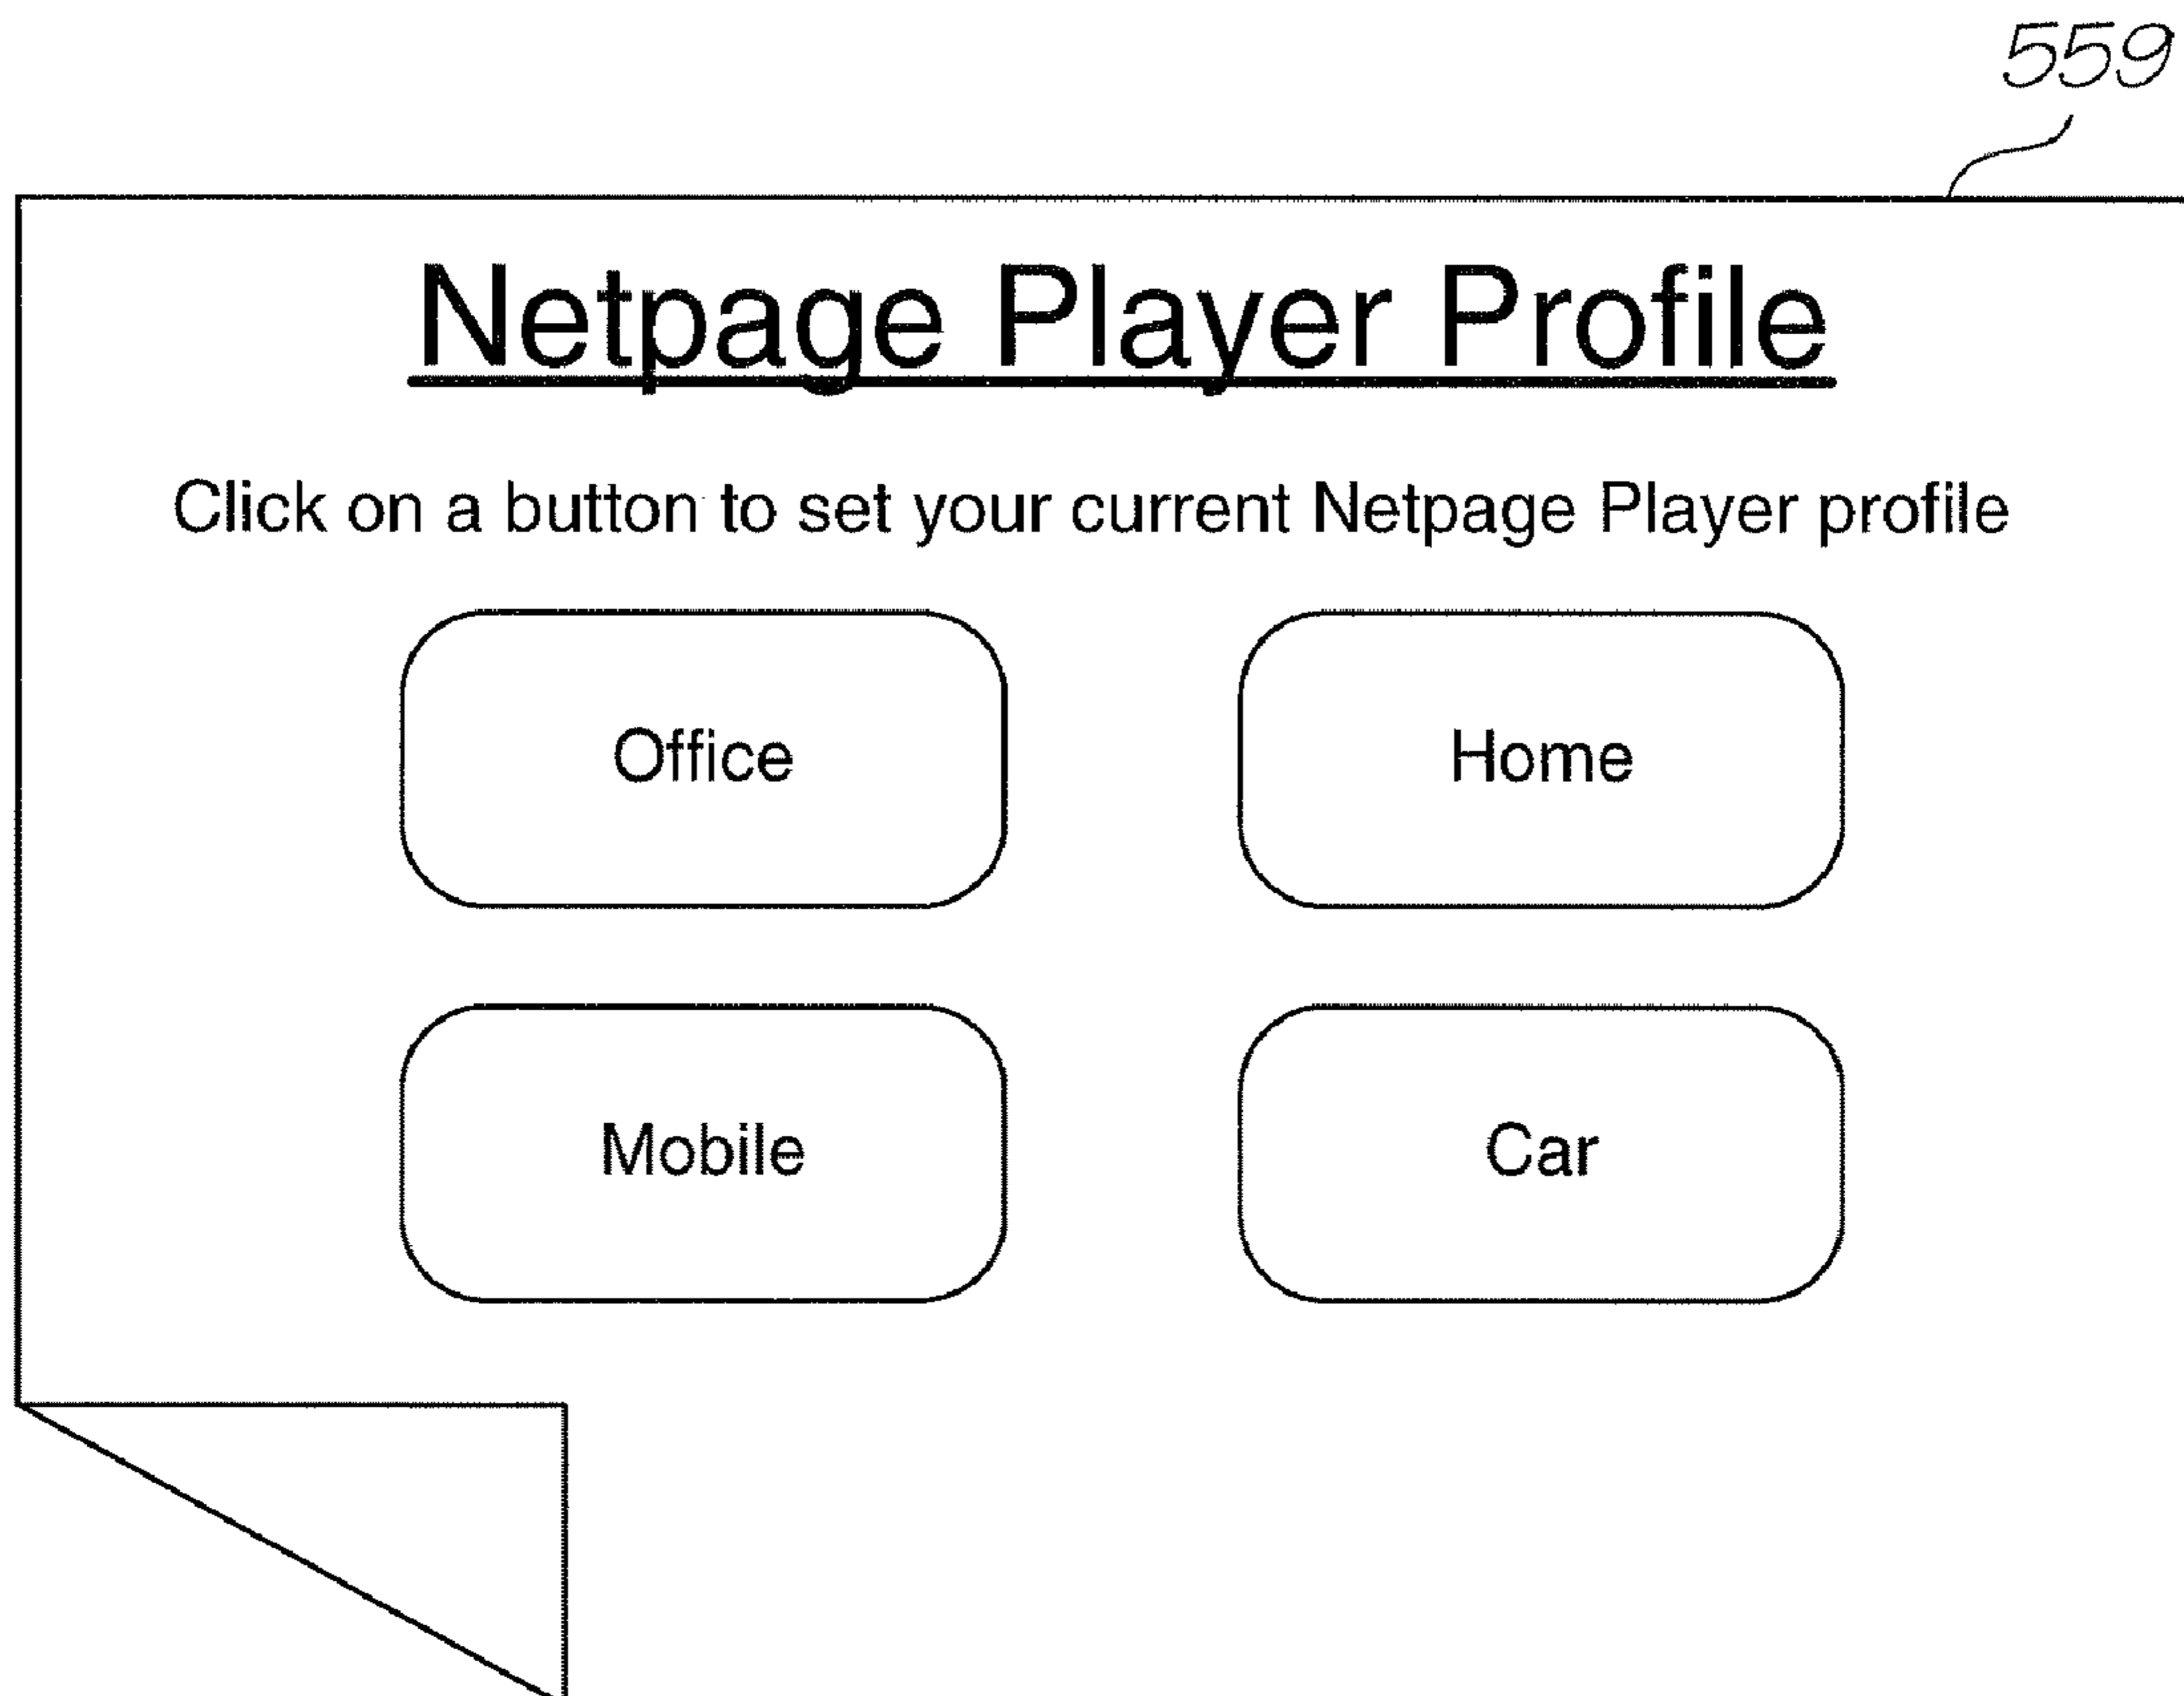 559
Netpage Player Profile
Click on a button to set your current Netpage Player profile
Office
Home
Mobile
Car